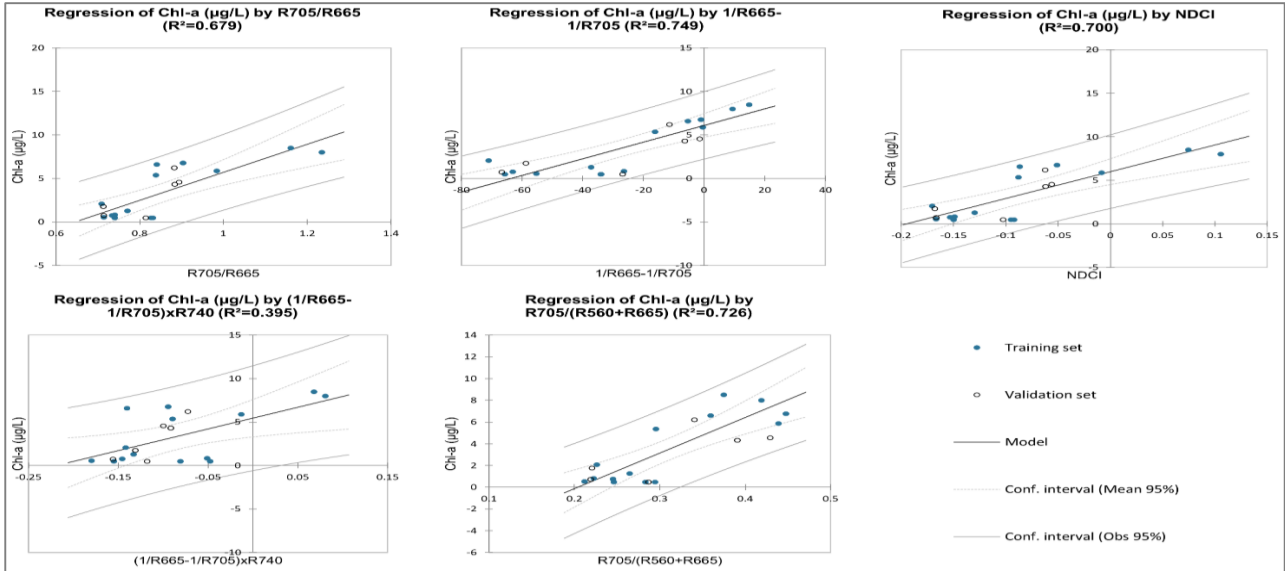 Regression of Chl-a (µg/L) by R705/R665
(R²=0.679)
20
15
10
5
0
-5
0.6
0.8
1
1.2
1.4
Chl-a (µg/L)
R705/R665
Regression of Chl-a (µg/L) by 1/R665-
1/R705 (R²=0.749)
20
15
10
5
0
-5
-10
-80
-60
-40
-20
0
20
40
Chl-a (µg/L)
1/R665-1/R705
Regression of Chl-a (µg/L) by NDCI
(R²=0.700)
20
15
10
5
0
-5
-0.2
-0.15
-0.1
-0.05
0
0.05
0.1
0.15
Chl-a (µg/L)
NDCI
Regression of Chl-a (µg/L) by (1/R665-
1/R705)xR740 (R²=0.395)
15
10
5
0
-5
-10
-0.25
-0.15
-0.05
0.05
0.15
Chl-a (µg/L)
(1/R665-1/R705)xR740
Regression of Chl-a (µg/L) by
R705/(R560+R665) (R²=0.726)
14
12
10
8
6
4
2
0
-2
-4
-6
0.1
0.2
0.3
0.4
0.5
Chl-a (µg/L)
R705/(R560+R665)
Training set
Validation set
Model
Conf. interval (Mean 95%)
Conf. interval (Obs 95%)